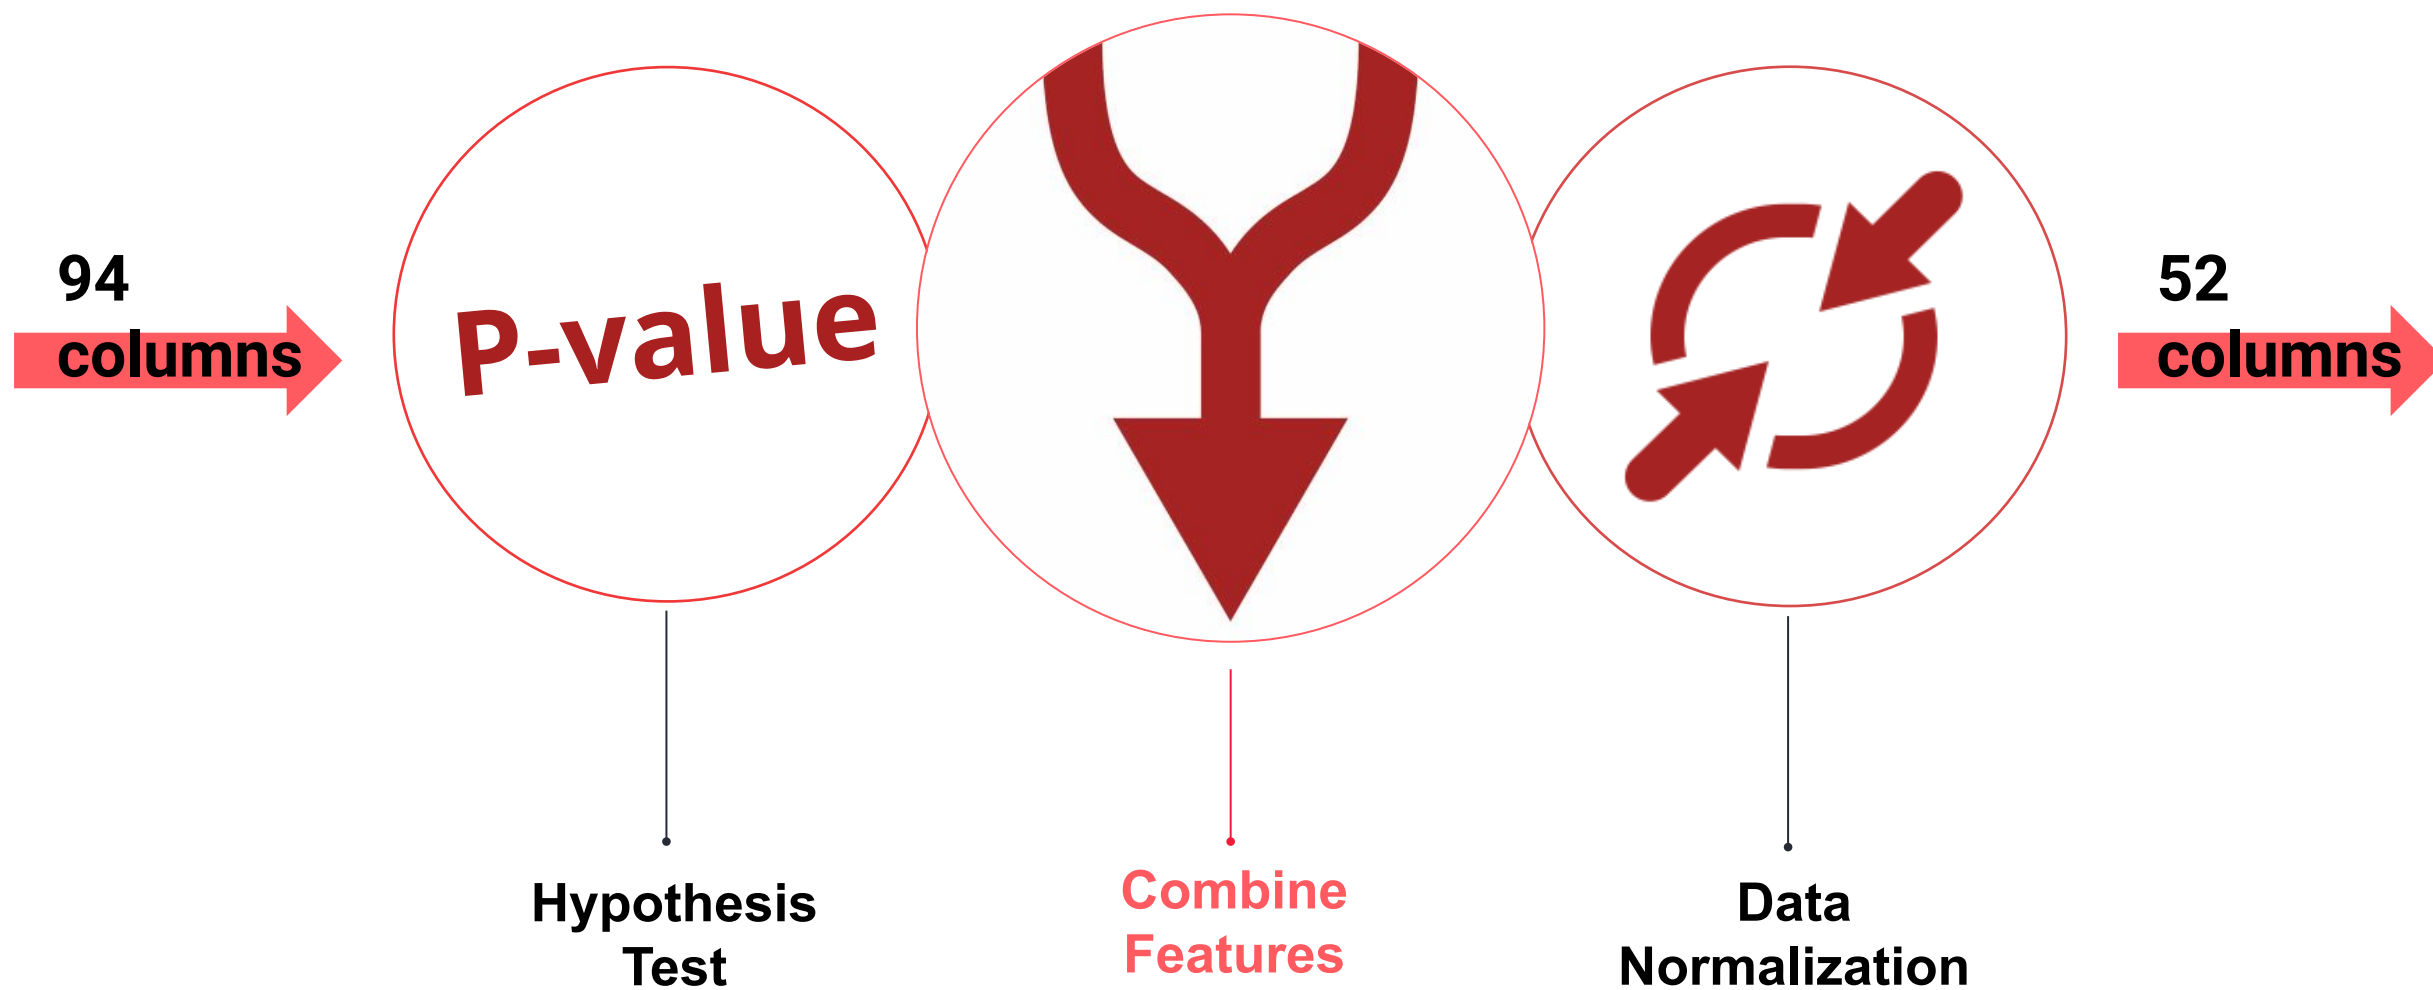 94
columns
P-value
52
columns
Hypothesis
Test
Combine
Features
Data
Normalization